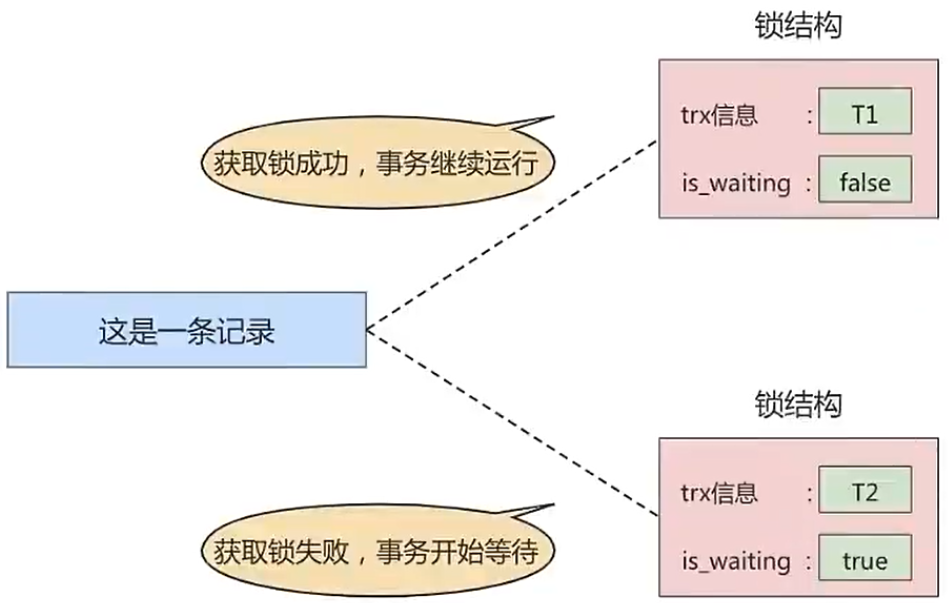 锁结构
trx信息 : T1
is_waiting : false
获取锁成功，事务继续运行
这是一条记录
锁结构
trx信息 : T2
is_waiting : true
获取锁失败，事务开始等待